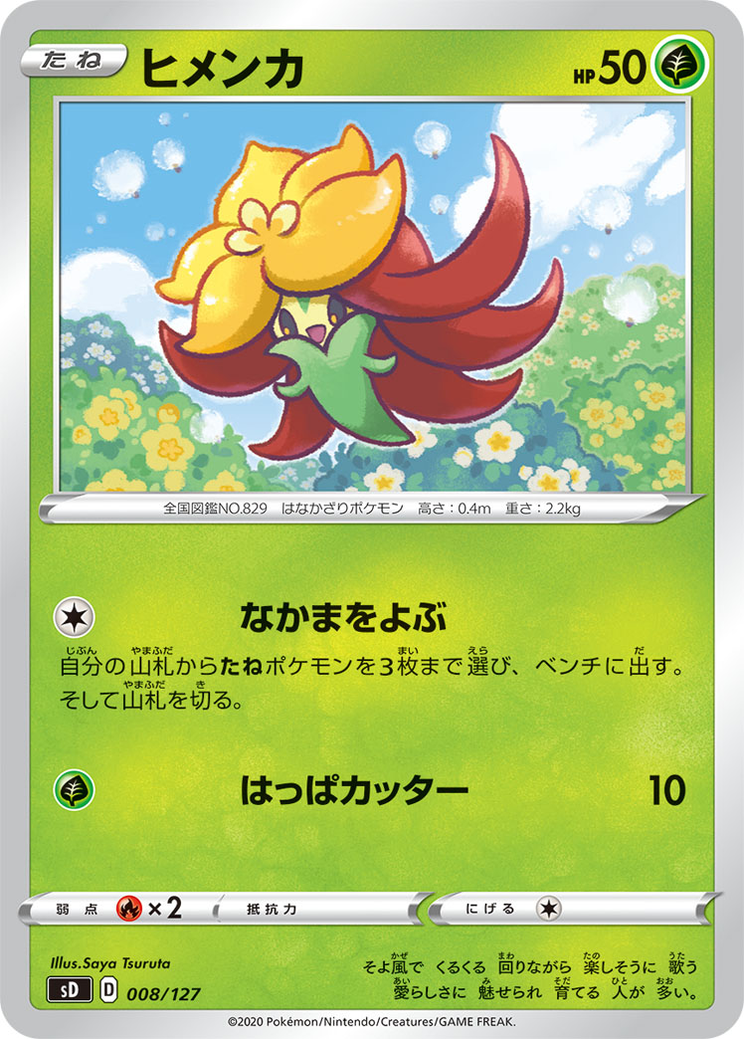 たね ヒメンカ HP 50
全国図鑑NO.829 はなかざりポケモン 高さ：0.4m 重さ：2.2kg
なかまをよぶ
自分の山札からたねポケモンを3枚まで選び、ベンチに出す。
そして山札を切る。
はっぱカッター 10
弱点 ×2 抵抗力 にげる
Illus.Saya Tsuruta
そよ風で くるくる 回りながら 楽しそうに 歌う
愛らしさに 魅せられ 育てる 人が 多い。
sD D 008/127
©2020 Pokémon/Nintendo/Creatures/GAME FREAK.